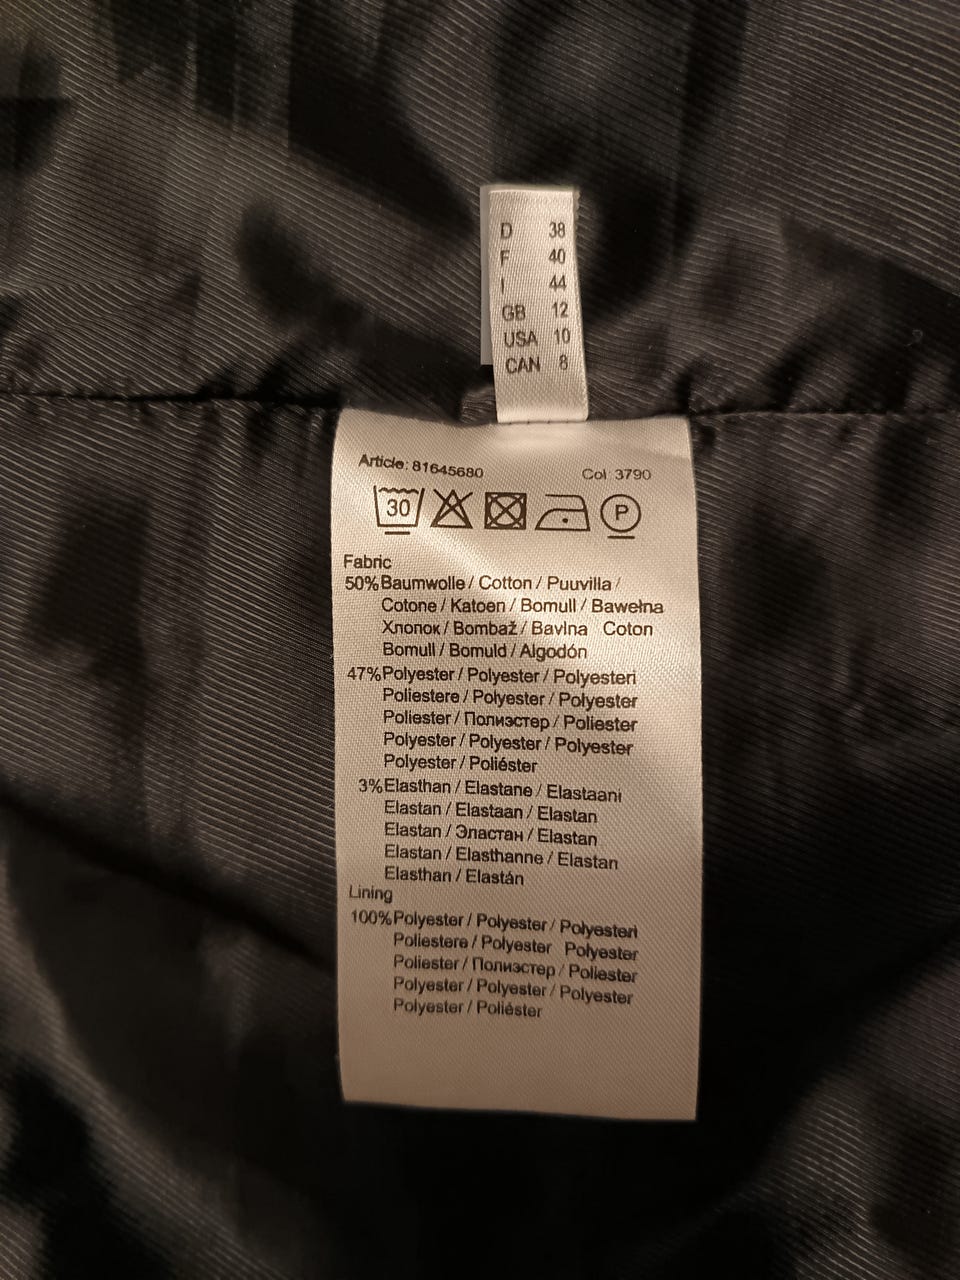 D 38
F 40
I 44
GB 12
USA 10
CAN 8
Article: 81645680 Col 3790
30 P
Fabric
50% Baumwolle / Cotton / Puuvilla /
Cotone / Katoen / Bomull / Bawełna
Хлопок / Bombaž / Bavlna Coton
Bomull / Bomuld / Algodón
47% Polyester / Polyester / Polyesteri
Poliestere / Polyester / Polyester
Poliester / Полиэстер / Poliester
Polyester / Polyester / Polyester
Polyester / Poliéster
3% Elasthan / Elastane / Elastaani
Elastan / Elastaan / Elastan
Elastan / Эластан / Elastan
Elastan / Elasthanne / Elastan
Elasthan / Elastán
Lining
100% Polyester / Polyester / Polyesteri
Poliestere / Polyester Polyester
Poliester / Полиэстер / Poliester
Polyester / Polyester / Polyester
Polyester / Poliéster